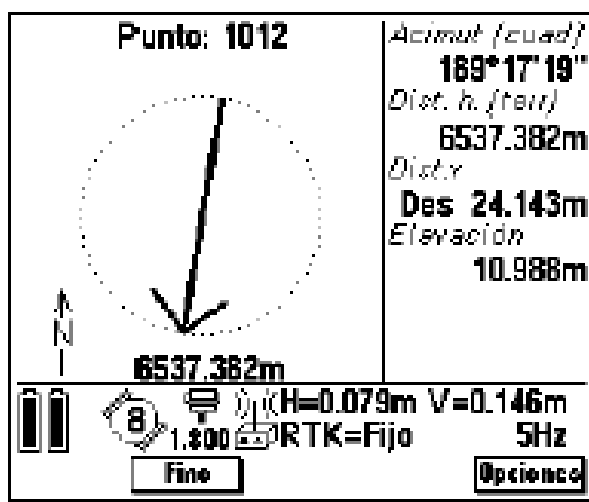 Punto: 1012
Acimut (cuad)
189°17'19"
Dist. h. (terr)
6537.382m
Dist.v
Des 24.143m
Elevación
10.988m
N
6537.382m
8
1.800
H=0.079m V=0.146m
RTK=Fijo 5Hz
Fino
Opciones